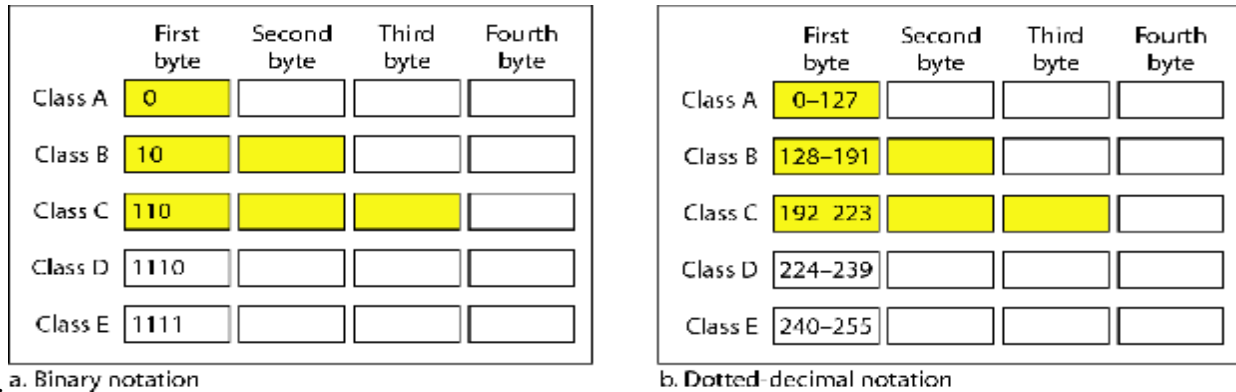 First Second Third Fourth
byte byte byte byte
Class A 0
Class B 10
Class C 110
Class D 1110
Class E 1111
. a. Binary notation
First Second Third Fourth
byte byte byte byte
Class A 0–127
Class B 128–191
Class C 192 223
Class D 224–239
Class E 240–255
b. Dotted-decimal notation